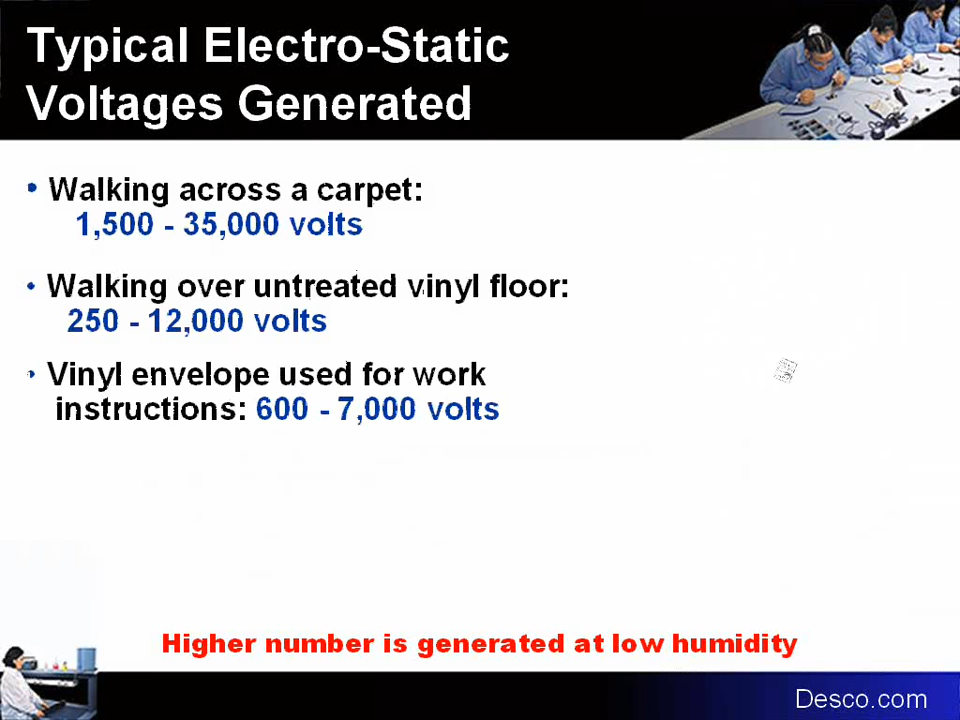 Typical Electro-Static
Voltages Generated
• Walking across a carpet:
1,500 - 35,000 volts
• Walking over untreated vinyl floor:
250 - 12,000 volts
• Vinyl envelope used for work
instructions: 600 - 7,000 volts
Higher number is generated at low humidity
Desco.com